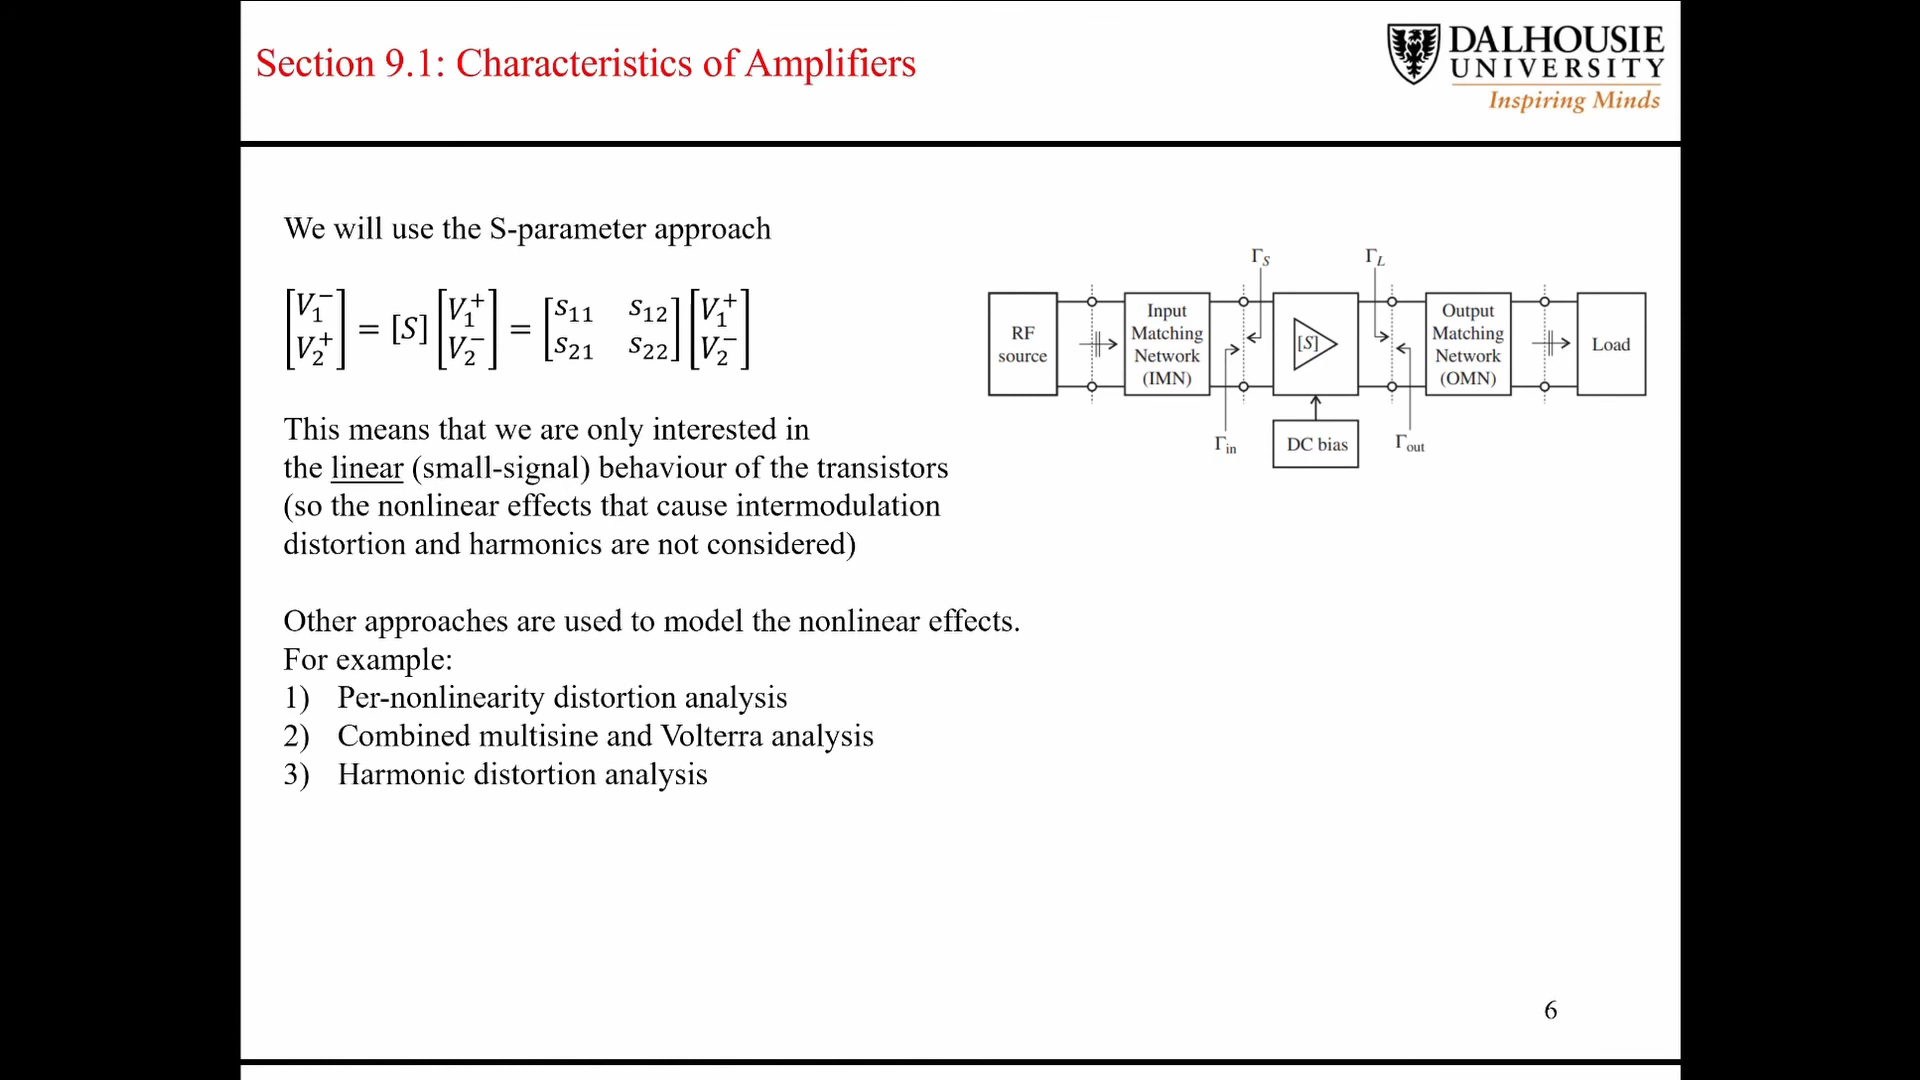 Section 9.1: Characteristics of Amplifiers
DALHOUSIE
UNIVERSITY
Inspiring Minds
We will use the S-parameter approach
[V₁⁻ V₂⁺] = [S] [V₁⁺ V₂⁻] = [s₁₁ s₁₂ s₂₁ s₂₂] [V₁⁺ V₂⁻]
This means that we are only interested in
the linear (small-signal) behaviour of the transistors
(so the nonlinear effects that cause intermodulation
distortion and harmonics are not considered)
Other approaches are used to model the nonlinear effects.
For example:
1) Per-nonlinearity distortion analysis
2) Combined multisine and Volterra analysis
3) Harmonic distortion analysis
Γ_S
Γ_L
RF
source
Input
Matching
Network
(IMN)
[S]
Output
Matching
Network
(OMN)
Load
Γ_in
DC bias
Γ_out
6